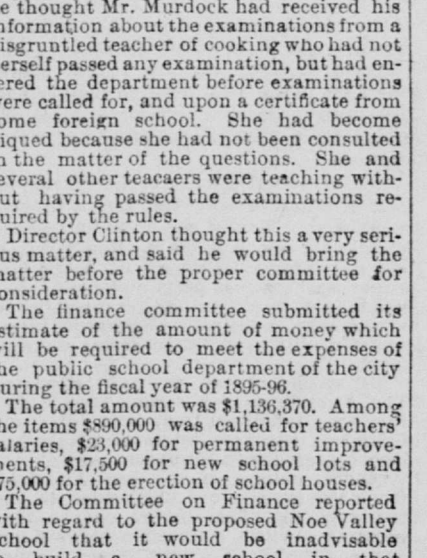 e thought Mr. Murdock had received his
nformation about the examinations from a
isgruntled teacher of cooking who had not
erself passed any examination, but had en-
ered the department before examinations
ere called for, and upon a certificate from
ome foreign school. She had become
iqued because she had not been consulted
n the matter of the questions. She and
everal other teacaers were teaching with-
ut having passed the examinations re-
uired by the rules.
Director Clinton thought this a very seri-
us matter, and said he would bring the
atter before the proper committee for
onsideration.
The finance committee submitted its
stimate of the amount of money which
ill be required to meet the expenses of
he public school department of the city
uring the fiscal year of 1895-96.
The total amount was $1,136,370. Among
he items $890,000 was called for teachers'
alaries, $23,000 for permanent improve-
ents, $17,500 for new school lots and
75,000 for the erection of school houses.
The Committee on Finance reported
ith regard to the proposed Noe Valley
chool that it would be inadvisable
build a new school in that